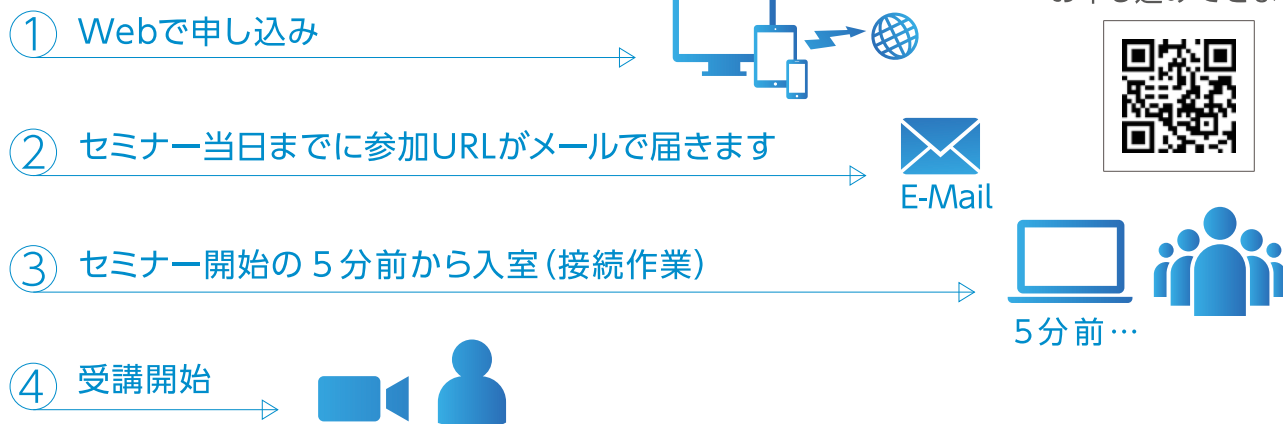 ① Webで申し込み
② セミナー当日までに参加URLがメールで届きます
E-Mail
③ セミナー開始の5分前から入室(接続作業)
5分前…
④ 受講開始